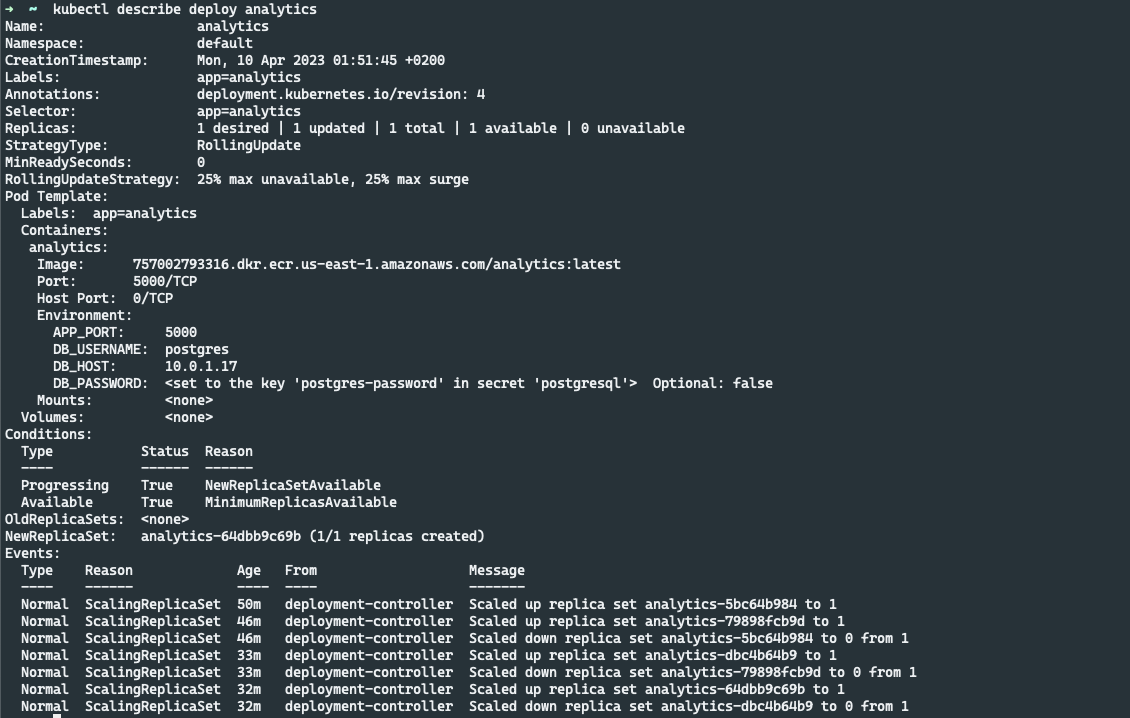 ➜  ~  kubectl describe deploy analytics
Name:                   analytics
Namespace:              default
CreationTimestamp:      Mon, 10 Apr 2023 01:51:45 +0200
Labels:                 app=analytics
Annotations:            deployment.kubernetes.io/revision: 4
Selector:               app=analytics
Replicas:               1 desired | 1 updated | 1 total | 1 available | 0 unavailable
StrategyType:           RollingUpdate
MinReadySeconds:        0
RollingUpdateStrategy:  25% max unavailable, 25% max surge
Pod Template:
  Labels:  app=analytics
  Containers:
   analytics:
    Image:      757002793316.dkr.ecr.us-east-1.amazonaws.com/analytics:latest
    Port:       5000/TCP
    Host Port:  0/TCP
    Environment:
      APP_PORT:     5000
      DB_USERNAME:  postgres
      DB_HOST:      10.0.1.17
      DB_PASSWORD:  <set to the key 'postgres-password' in secret 'postgresql'>  Optional: false
    Mounts:         <none>
  Volumes:          <none>
Conditions:
  Type           Status  Reason
  ----           ------  ------
  Progressing    True    NewReplicaSetAvailable
  Available      True    MinimumReplicasAvailable
OldReplicaSets:  <none>
NewReplicaSet:   analytics-64dbb9c69b (1/1 replicas created)
Events:
  Type    Reason             Age   From                   Message
  ----    ------             ----  ----                   -------
  Normal  ScalingReplicaSet  50m   deployment-controller  Scaled up replica set analytics-5bc64b984 to 1
  Normal  ScalingReplicaSet  46m   deployment-controller  Scaled up replica set analytics-79898fcb9d to 1
  Normal  ScalingReplicaSet  46m   deployment-controller  Scaled down replica set analytics-5bc64b984 to 0 from 1
  Normal  ScalingReplicaSet  33m   deployment-controller  Scaled up replica set analytics-dbc4b64b9 to 1
  Normal  ScalingReplicaSet  33m   deployment-controller  Scaled down replica set analytics-79898fcb9d to 0 from 1
  Normal  ScalingReplicaSet  32m   deployment-controller  Scaled up replica set analytics-64dbb9c69b to 1
  Normal  ScalingReplicaSet  32m   deployment-controller  Scaled down replica set analytics-dbc4b64b9 to 0 from 1